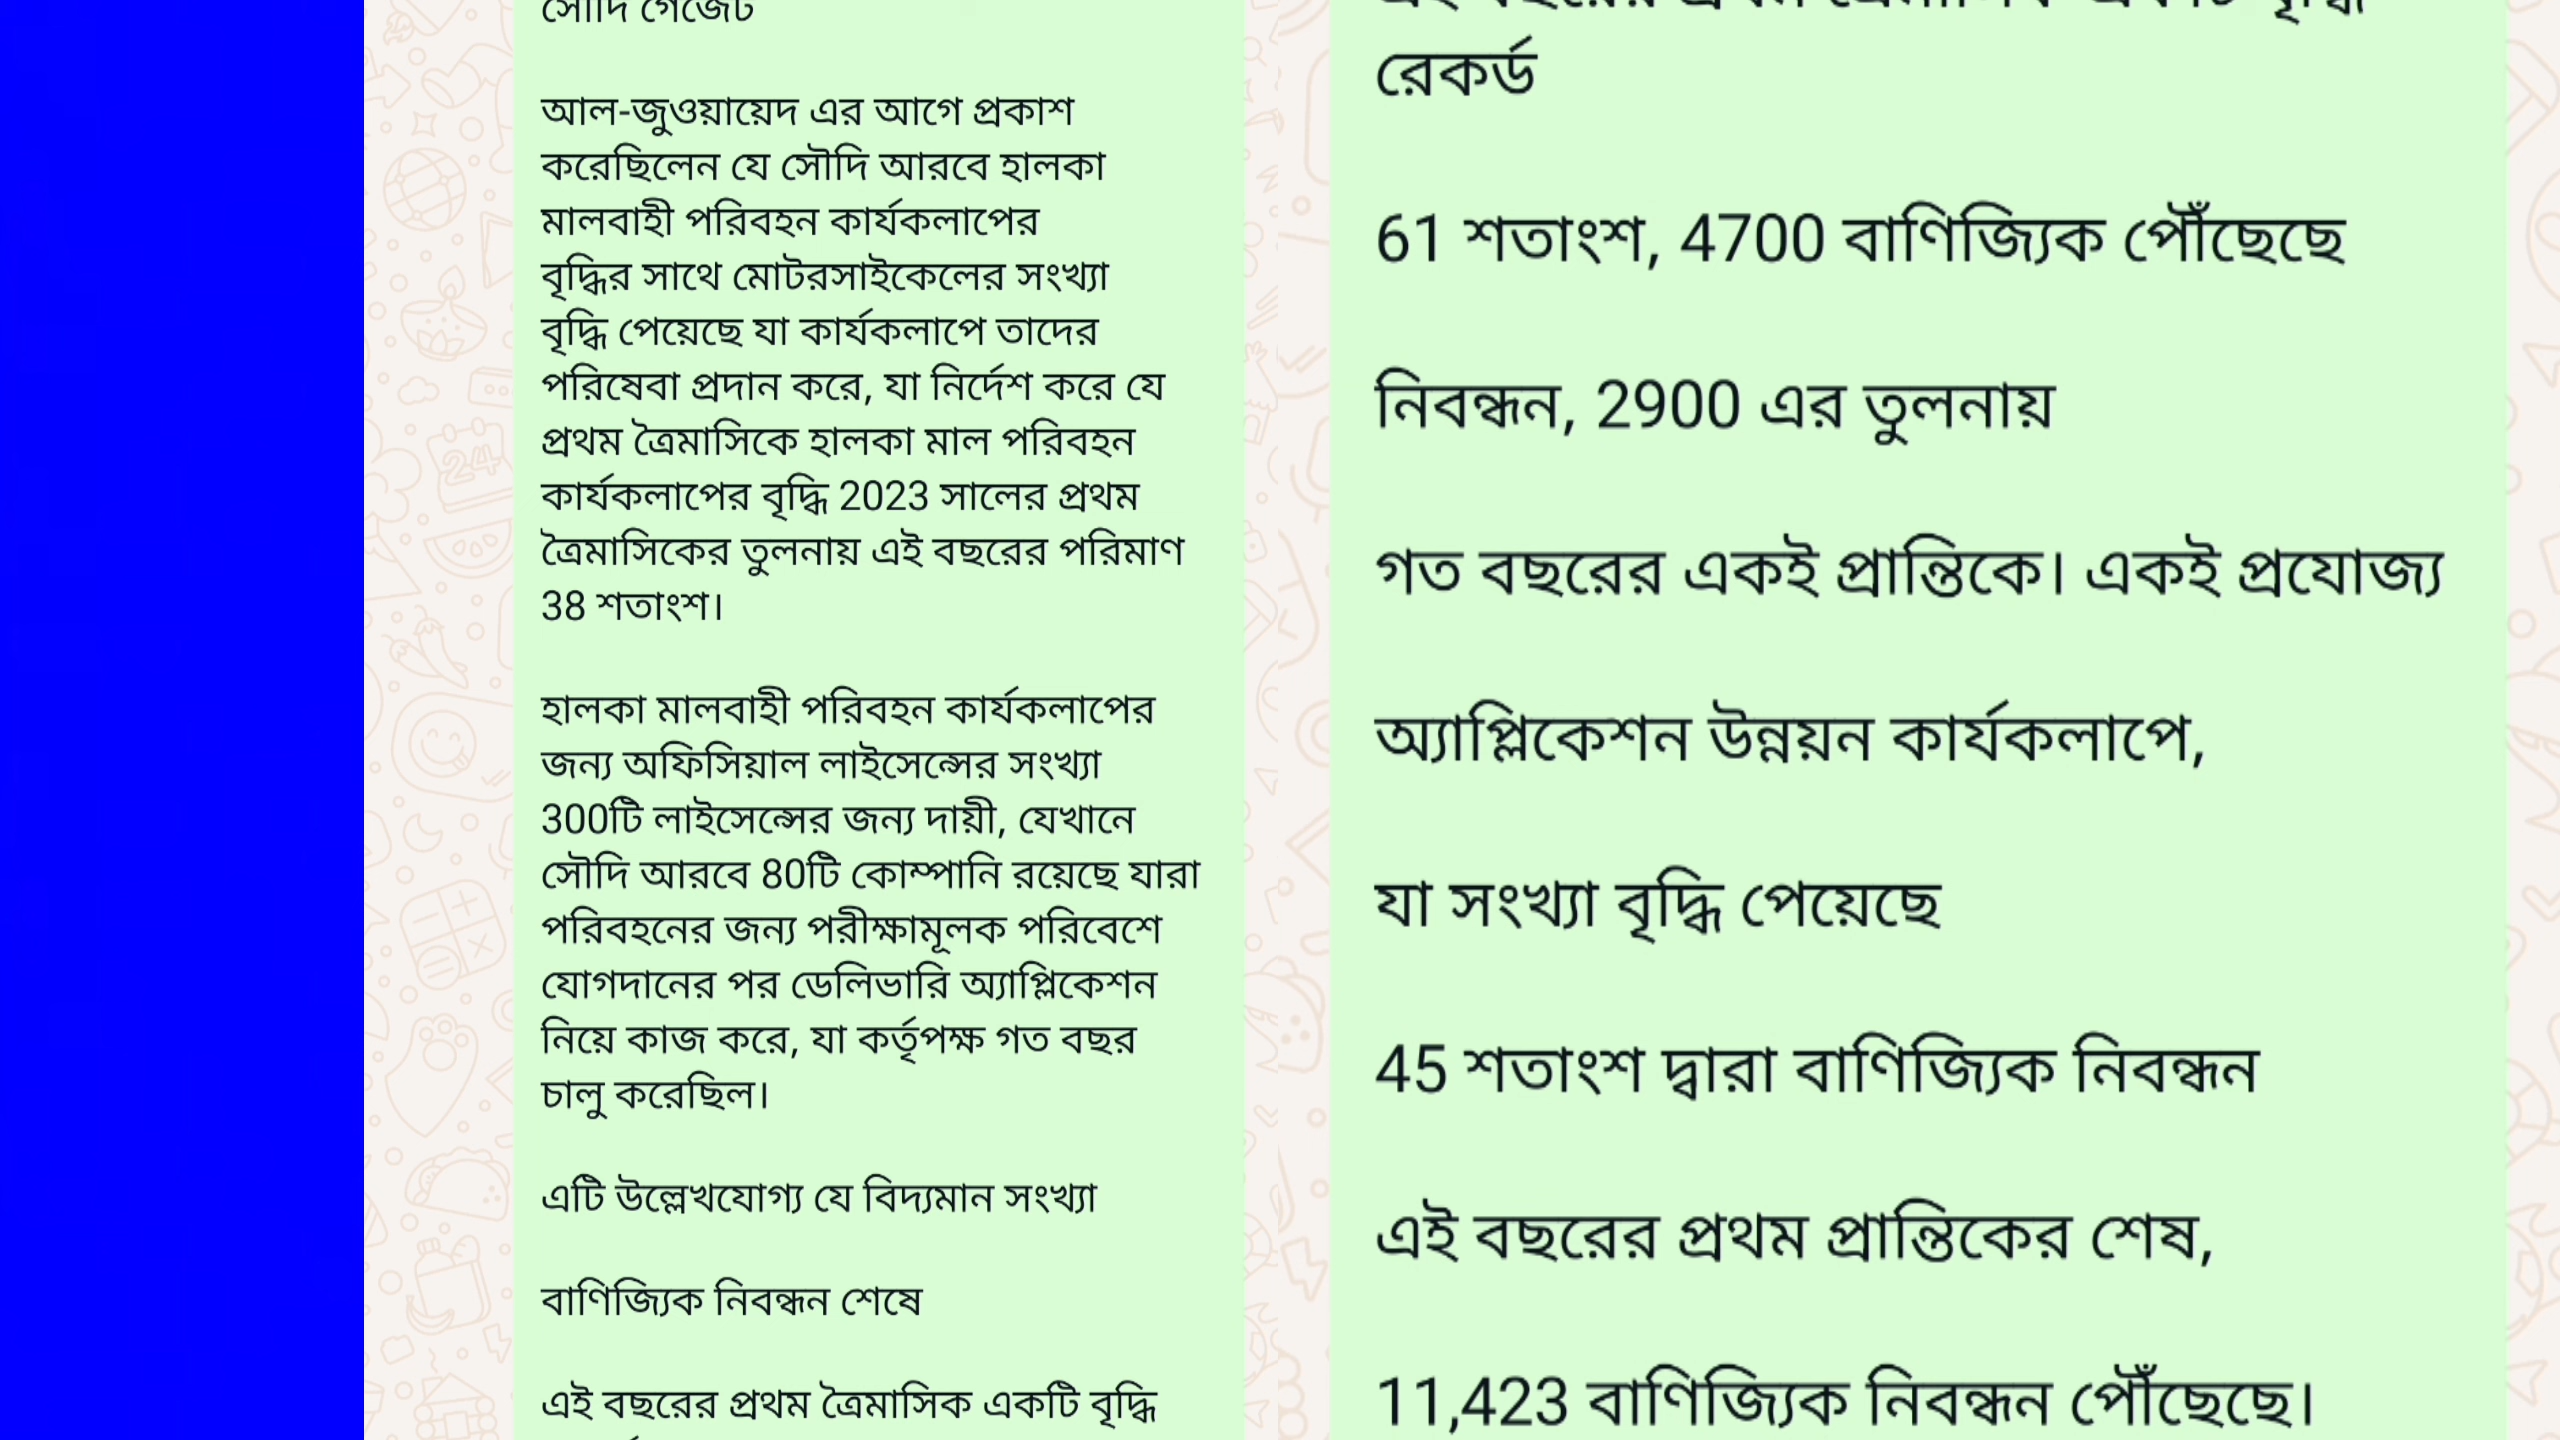 সৌদি গেজেট
আল-জুওয়ায়েদ এর আগে প্রকাশ
করেছিলেন যে সৌদি আরবে হালকা
মালবাহী পরিবহন কার্যকলাপের
বৃদ্ধির সাথে মোটরসাইকেলের সংখ্যা
বৃদ্ধি পেয়েছে যা কার্যকলাপে তাদের
পরিষেবা প্রদান করে, যা নির্দেশ করে যে
প্রথম ত্রৈমাসিকে হালকা মাল পরিবহন
কার্যকলাপের বৃদ্ধি 2023 সালের প্রথম
ত্রৈমাসিকের তুলনায় এই বছরের পরিমাণ
38 শতাংশ।
হালকা মালবাহী পরিবহন কার্যকলাপের
জন্য অফিসিয়াল লাইসেন্সের সংখ্যা
300টি লাইসেন্সের জন্য দায়ী, যেখানে
সৌদি আরবে 80টি কোম্পানি রয়েছে যারা
পরিবহনের জন্য পরীক্ষামূলক পরিবেশে
যোগদানের পর ডেলিভারি অ্যাপ্লিকেশন
নিয়ে কাজ করে, যা কর্তৃপক্ষ গত বছর
চালু করেছিল।
এটি উল্লেখযোগ্য যে বিদ্যমান সংখ্যা
বাণিজ্যিক নিবন্ধন শেষে
এই বছরের প্রথম ত্রৈমাসিক একটি বৃদ্ধি
এই বছরের প্রথম ত্রৈমাসিক একটি বৃদ্ধি
রেকর্ড
61 শতাংশ, 4700 বাণিজ্যিক পৌঁছেছে
নিবন্ধন, 2900 এর তুলনায়
গত বছরের একই প্রান্তিকে। একই প্রযোজ্য
অ্যাপ্লিকেশন উন্নয়ন কার্যকলাপে,
যা সংখ্যা বৃদ্ধি পেয়েছে
45 শতাংশ দ্বারা বাণিজ্যিক নিবন্ধন
এই বছরের প্রথম প্রান্তিকের শেষ,
11,423 বাণিজ্যিক নিবন্ধন পৌঁছেছে।